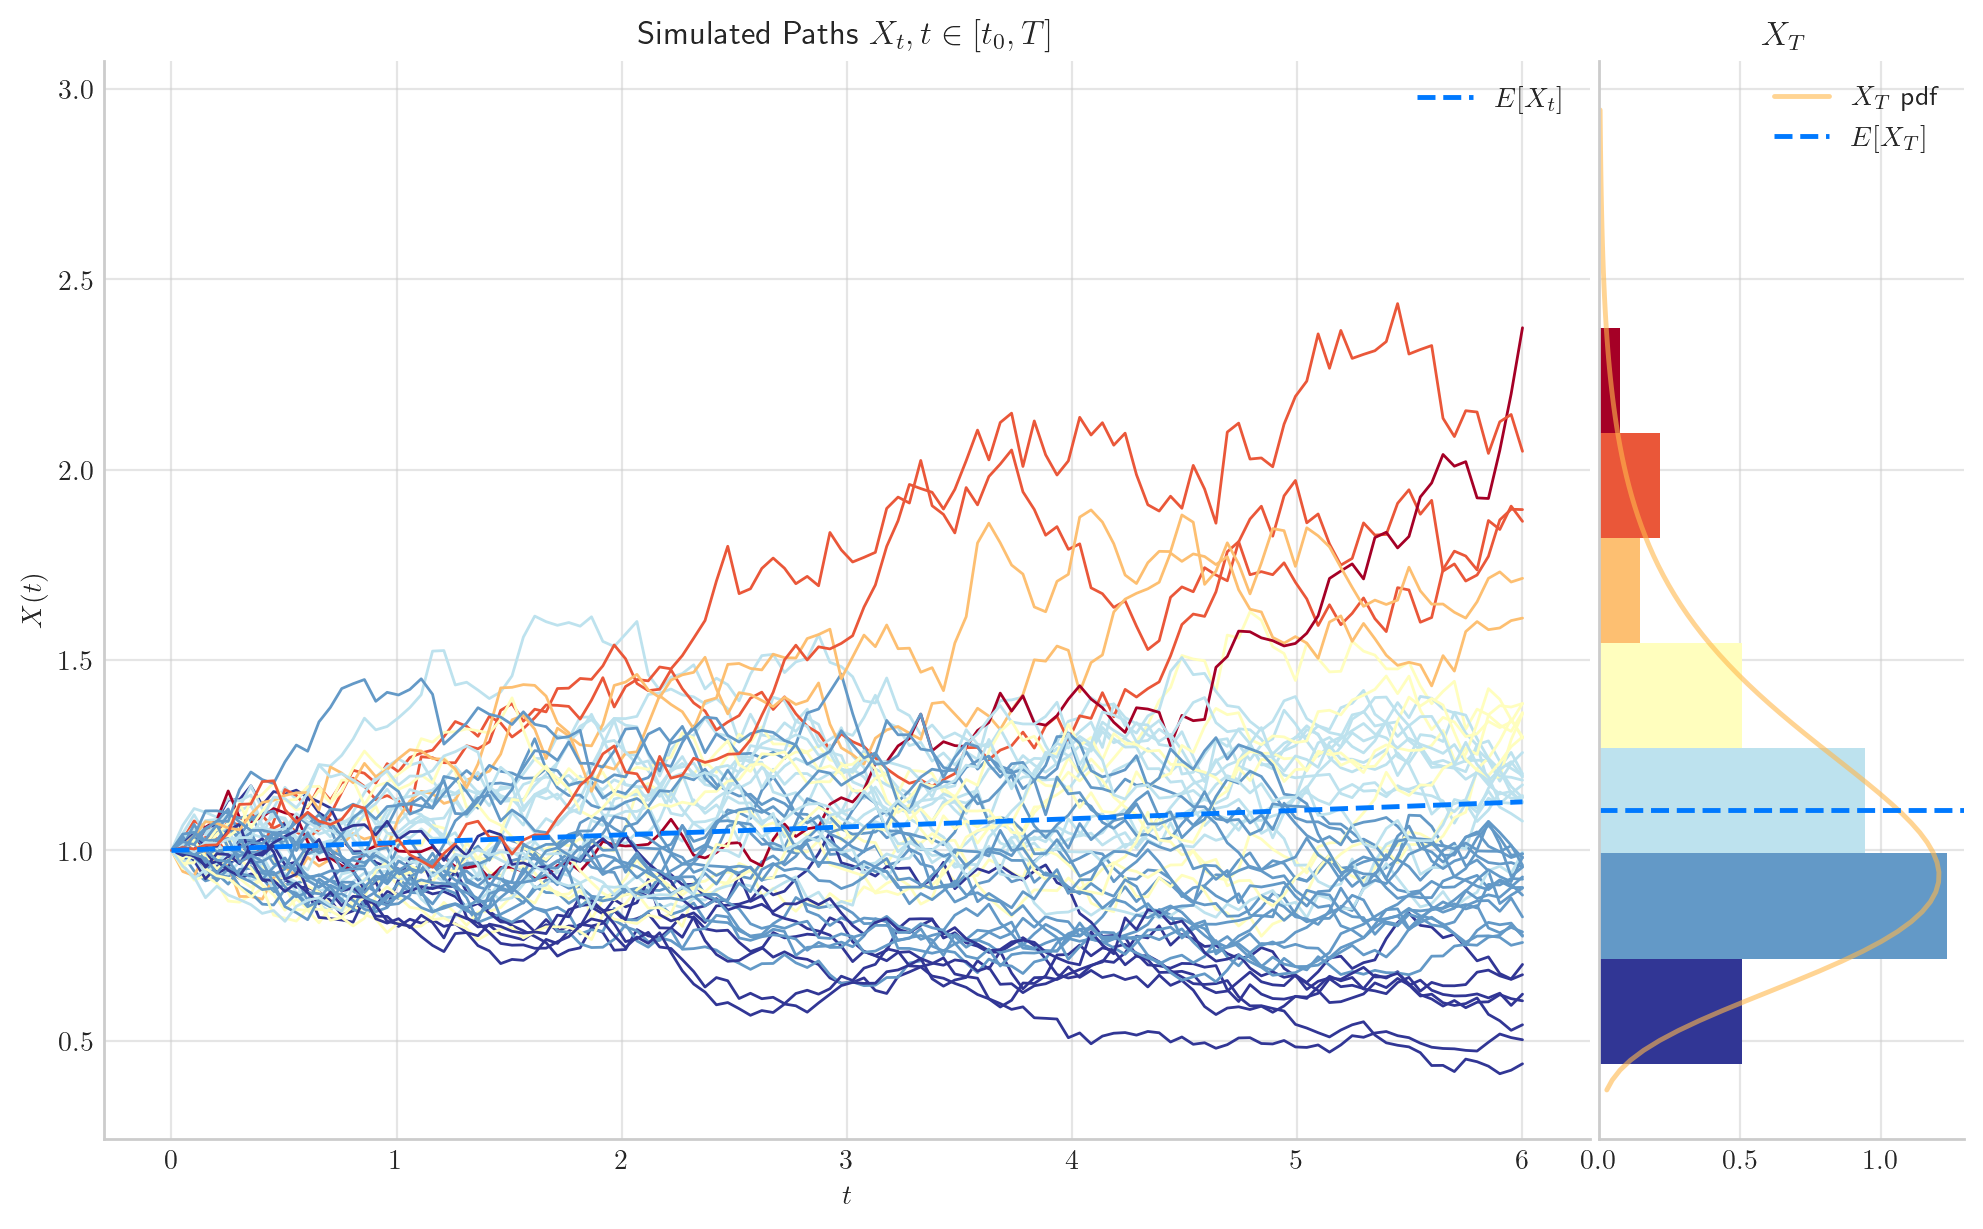 Simulated Paths $X_t, t \in [t_0, T]$
$X_T$
$E[X_t]$
$X_T$ pdf
$E[X_T]$
3.0
2.5
2.0
1.5
1.0
0.5
$X(t)$
0 1 2 3 4 5 6
0.0 0.5 1.0
$t$